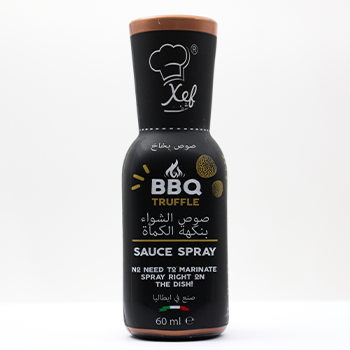 ®
Xef
صوص بخاخ
BBQ
TRUFFLE
صوص الشواء
بنكهة الكماة
SAUCE SPRAY
NO NEED TO MARINATE
SPRAY RIGHT ON
THE DISH!
صنع في ايطاليا
60 ml ℮